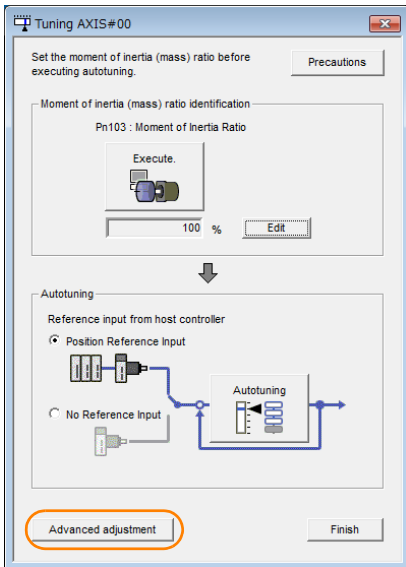 Tuning AXIS#00
Set the moment of inertia (mass) ratio before
executing autotuning.
Precautions
Moment of inertia (mass) ratio identification
Pn103 : Moment of Inertia Ratio
Execute.
100 % Edit
Autotuning
Reference input from host controller
Position Reference Input
Autotuning
No Reference Input
Advanced adjustment
Finish